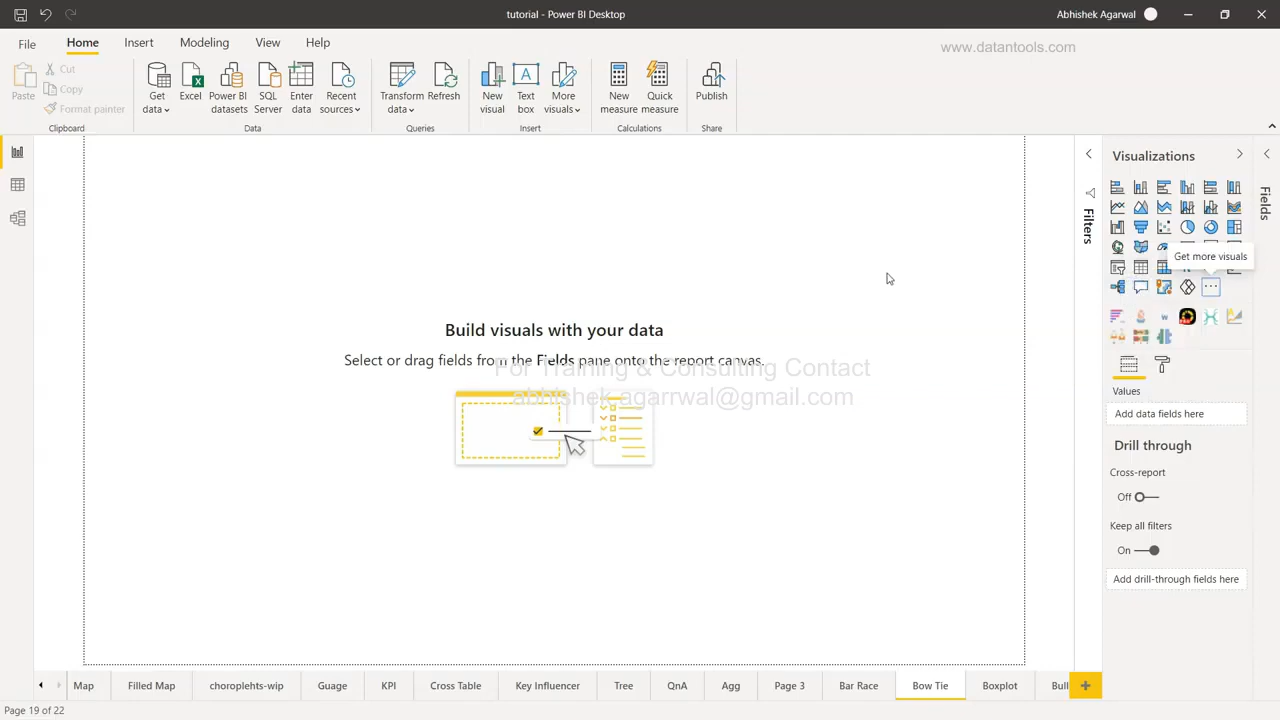 tutorial - Power BI Desktop
Abhishek Agarwal
File
Home
Insert
Modeling
View
Help
www.datantools.com
Paste
Cut
Copy
Format painter
Get data
Excel
Power BI datasets
SQL Server
Enter data
Recent sources
Transform data
Refresh
New visual
Text box
More visuals
New measure
Quick measure
Publish
Clipboard
Data
Queries
Insert
Calculations
Share
Filters
Visualizations
Fields
Get more visuals
Build visuals with your data
Select or drag fields from the Fields pane onto the report canvas.
For Training & Consulting Contact
abhishek.agarrwal@gmail.com
Values
Add data fields here
Drill through
Cross-report
Off
Keep all filters
On
Add drill-through fields here
Map
Filled Map
choroplehts-wip
Guage
KPI
Cross Table
Key Influencer
Tree
QnA
Agg
Page 3
Bar Race
Bow Tie
Boxplot
Bull
Page 19 of 22